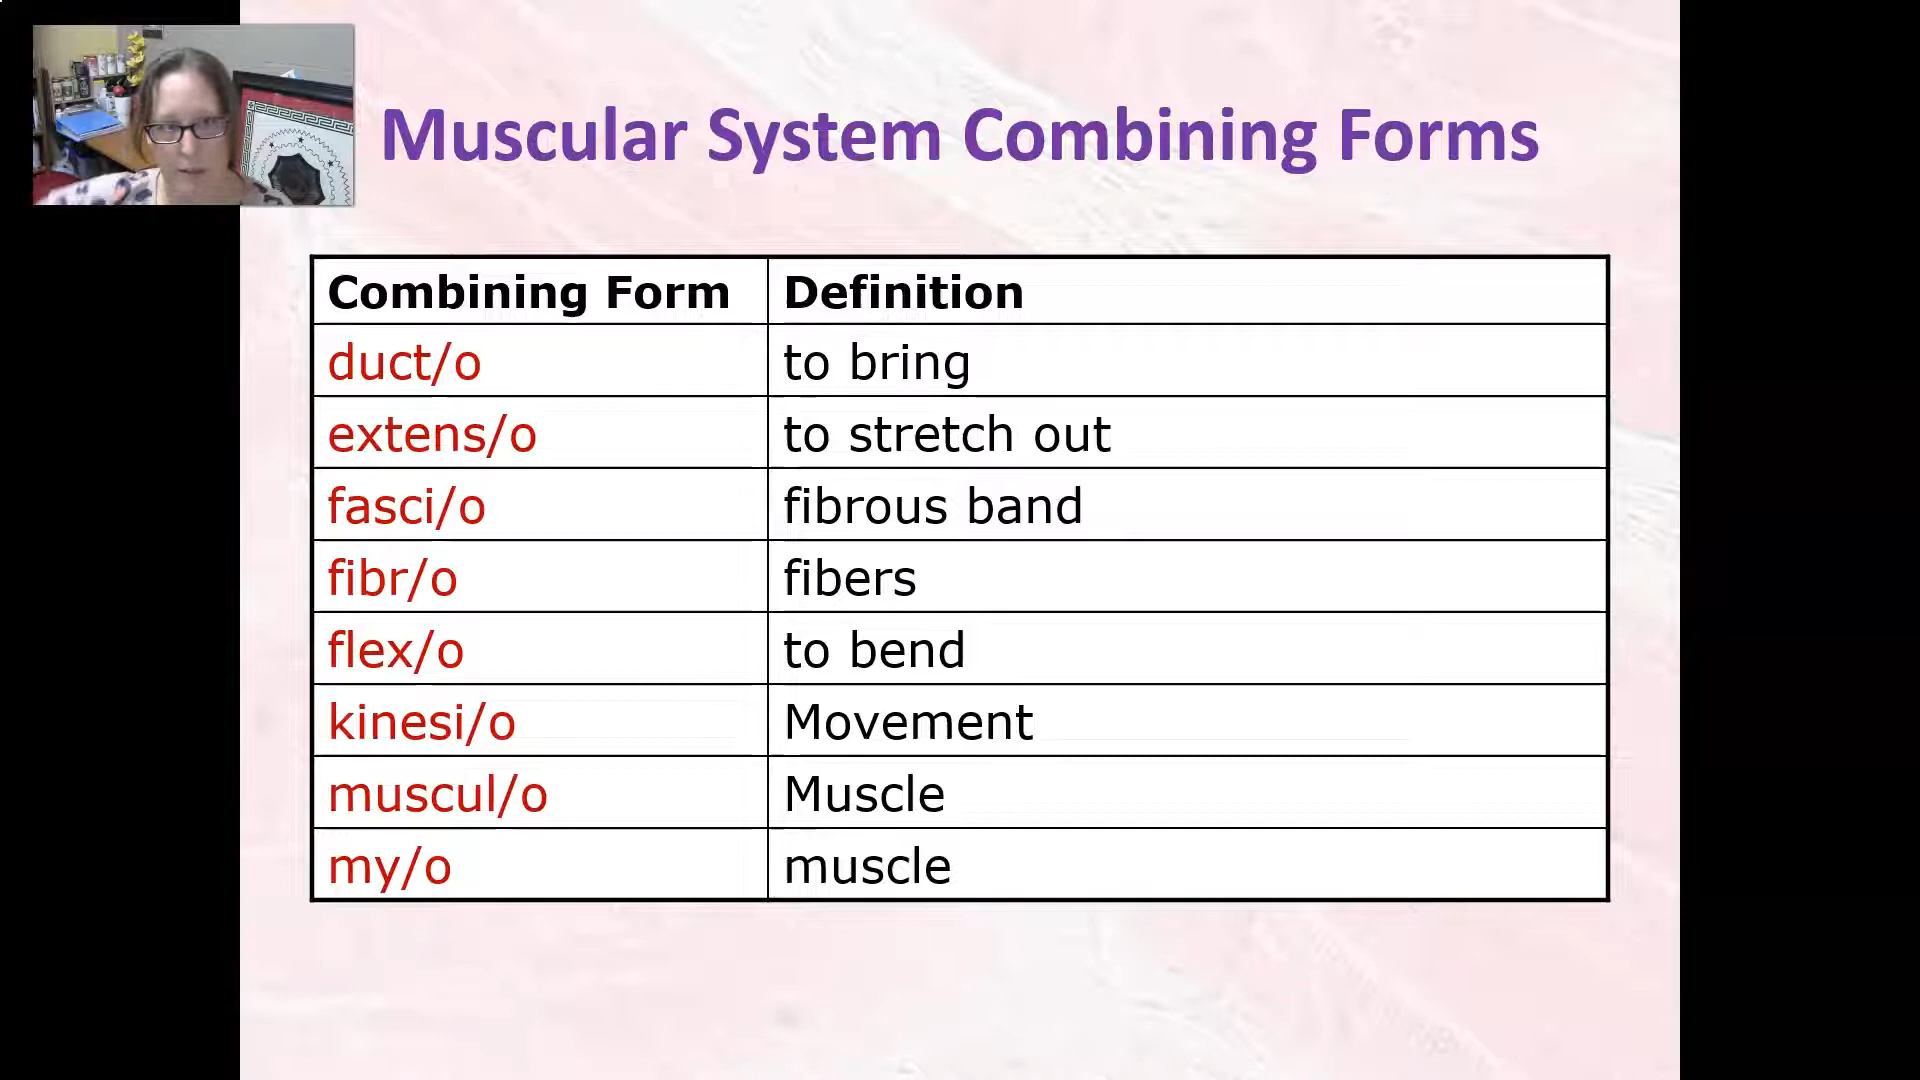 Muscular System Combining Forms
Combining Form Definition
duct/o to bring
extens/o to stretch out
fasci/o fibrous band
fibr/o fibers
flex/o to bend
kinesi/o Movement
muscul/o Muscle
my/o muscle